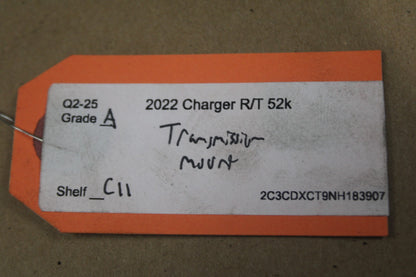 Q2-25 2022 Charger R/T 52k
Grade A
Transmission
mount
Shelf C11
2C3CDXCT9NH183907